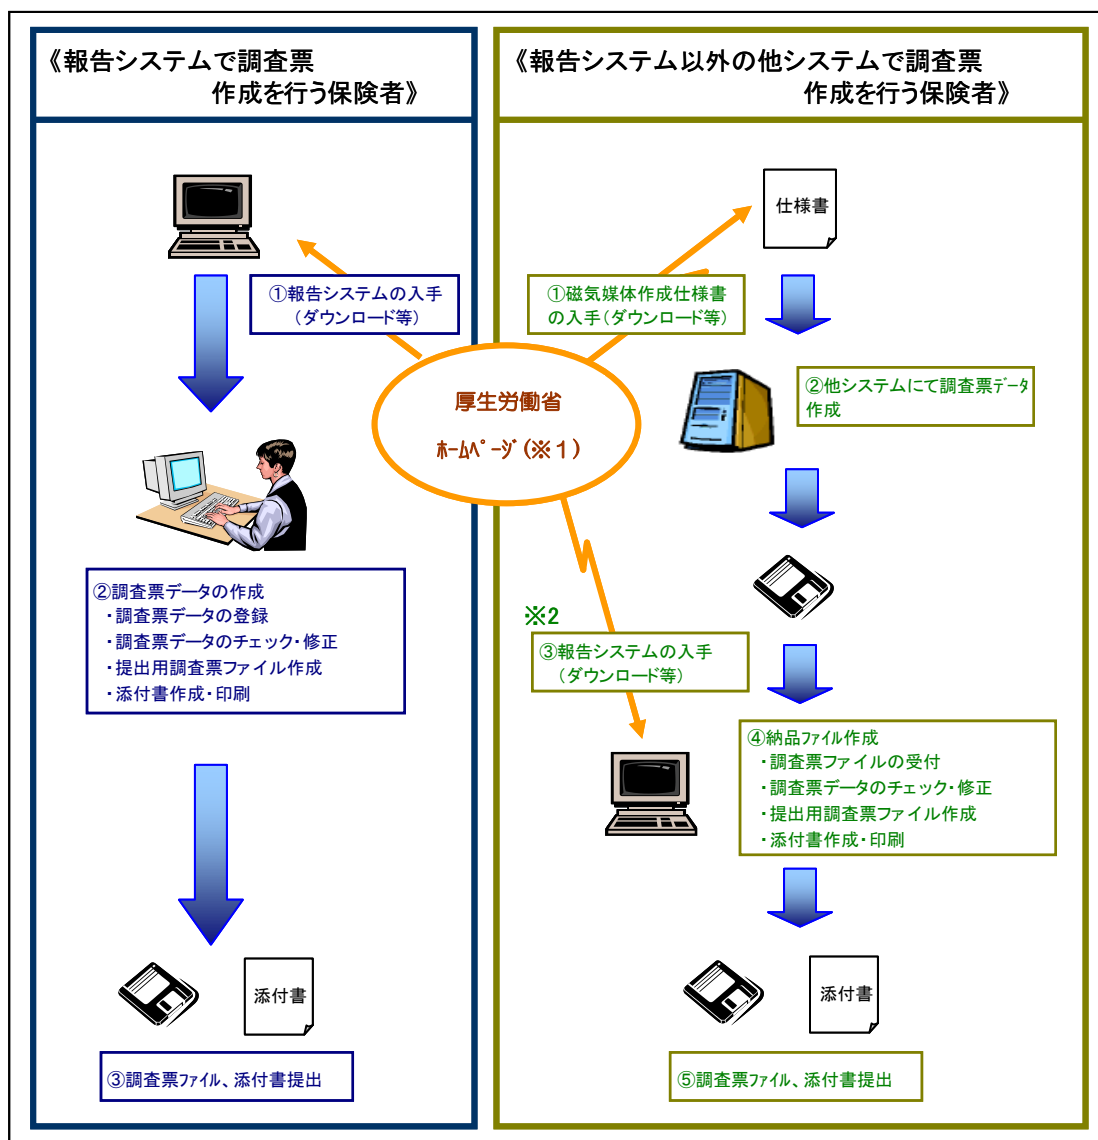 《報告システムで調査票
作成を行う保険者》
①報告システムの入手
(ダウンロード等)
②調査票データの作成
・調査票データの登録
・調査票データのチェック・修正
・提出用調査票ファイル作成
・添付書作成・印刷
添付書
③調査票ファイル、添付書提出
厚生労働省
ﾎｰﾑﾍﾟｰｼﾞ(※1)
《報告システム以外の他システムで調査票
作成を行う保険者》
仕様書
①磁気媒体作成仕様書
の入手(ダウンロード等)
②他システムにて調査票ﾃﾞｰﾀ
作成
※2
③報告システムの入手
(ダウンロード等)
④納品ファイル作成
・調査票ファイルの受付
・調査票データのチェック・修正
・提出用調査票ファイル作成
・添付書作成・印刷
添付書
⑤調査票ファイル、添付書提出